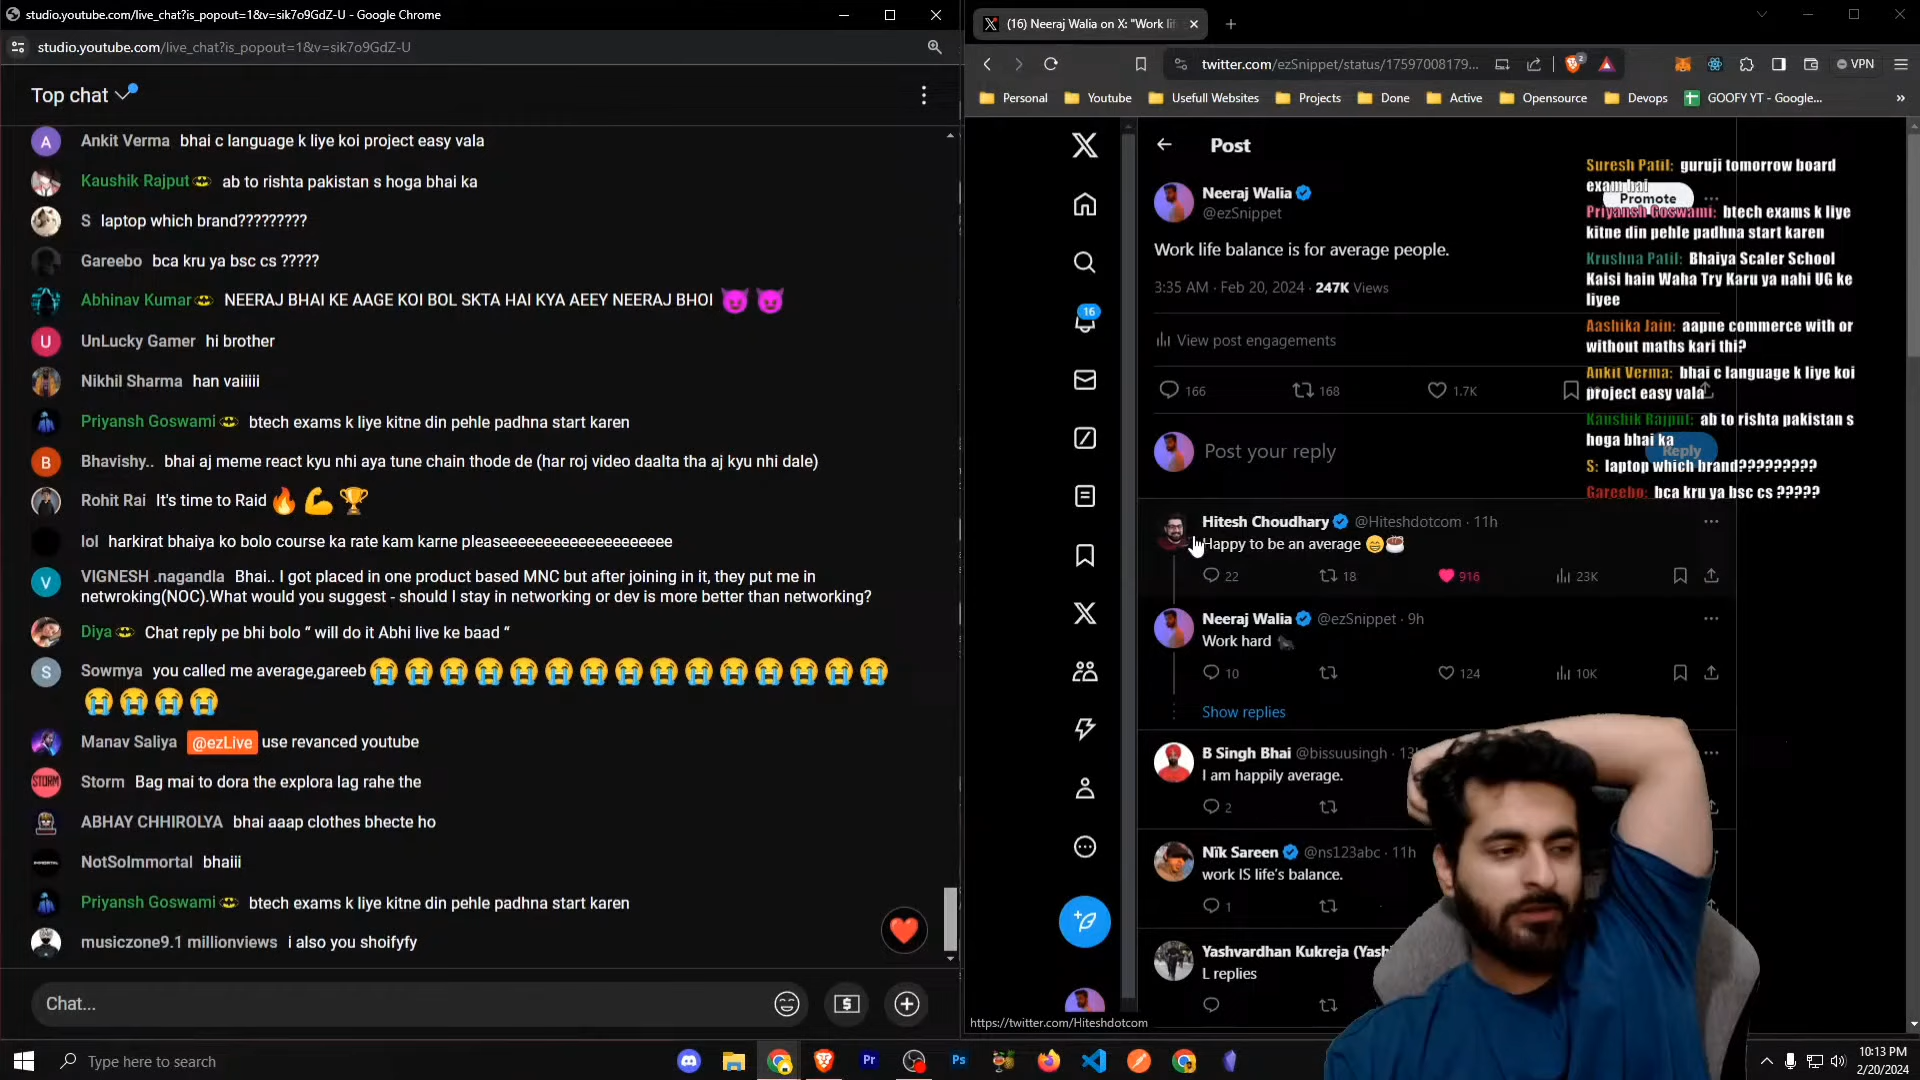 studio.youtube.com/live_chat?is_popout=1&v=sik7o9GdZ-U - Google Chrome
studio.youtube.com/live_chat?is_popout=1&v=sik7o9GdZ-U
Top chat
Ankit Verma bhai c language k liye koi project easy vala
Kaushik Rajput ab to rishta pakistan s hoga bhai ka
S laptop which brand?????????
Gareebo bca kru ya bsc cs ?????
Abhinav Kumar NEERAJ BHAI KE AAGE KOI BOL SKTA HAI KYA AEEY NEERAJ BHOI 😈 😈
UnLucky Gamer hi brother
Nikhil Sharma han vaiiiii
Priyansh Goswami btech exams k liye kitne din pehle padhna start karen
Bhavishy.. bhai aj meme react kyu nhi aya tune chain thode de (har roj video daalta tha aj kyu nhi dale)
Rohit Rai It's time to Raid 🔥 💪 🏆
lol harkirat bhaiya ko bolo course ka rate kam karne pleaseeeeeeeeeeeeeeeeeee
VIGNESH .nagandla Bhai.. I got placed in one product based MNC but after joining in it, they put me in
netwroking(NOC).What would you suggest - should I stay in networking or dev is more better than networking?
Diya Chat reply pe bhi bolo “ will do it Abhi live ke baad “
Sowmya you called me average,gareeb 😭 😭 😭 😭 😭 😭 😭 😭 😭 😭 😭 😭 😭 😭 😭
😭 😭 😭 😭
Manav Saliya @ezLive use revanced youtube
Storm Bag mai to dora the explora lag rahe the
ABHAY CHHIROLYA bhai aaap clothes bhecte ho
NotSoImmortal bhaiii
Priyansh Goswami btech exams k liye kitne din pehle padhna start karen
musiczone9.1 millionviews i also you shoifyfy
Chat...
(16) Neeraj Walia on X: "Work lif
twitter.com/ezSnippet/status/17597008179...
2
VPN
Personal Youtube Usefull Websites Projects Done Active Opensource Devops GOOFY YT - Google... »
Post
Neeraj Walia
@ezSnippet
Promote
Work life balance is for average people.
3:35 AM · Feb 20, 2024 · 247K Views
16
View post engagements
166 168 1.7K
Post your reply
Reply
Hitesh Choudhary @Hiteshdotcom · 11h
Happy to be an average 😁☕
22 18 916 23K
Neeraj Walia @ezSnippet · 9h
Work hard 🐂
10 124 10K
Show replies
B Singh Bhai @bissuusingh · 13h
I am happily average.
2
Nik Sareen @ns123abc · 11h
work IS life's balance.
1
Yashvardhan Kukreja (Yash
L replies
Suresh Patil: guruji tomorrow board
exam hai
Priyansh Goswami: btech exams k liye
kitne din pehle padhna start karen
Krushna Patil: Bhaiya Scaler School
Kaisi hain Waha Try Karu ya nahi UG ke
liyee
Aashika Jain: aapne commerce with or
without maths kari thi?
Ankit Verma: bhai c language k liye koi
project easy vala
Kaushik Rajput: ab to rishta pakistan s
hoga bhai ka
S: laptop which brand?????????
Gareebo: bca kru ya bsc cs ?????
https://twitter.com/Hiteshdotcom
Type here to search
Pr
Ps
10:13 PM
2/20/2024